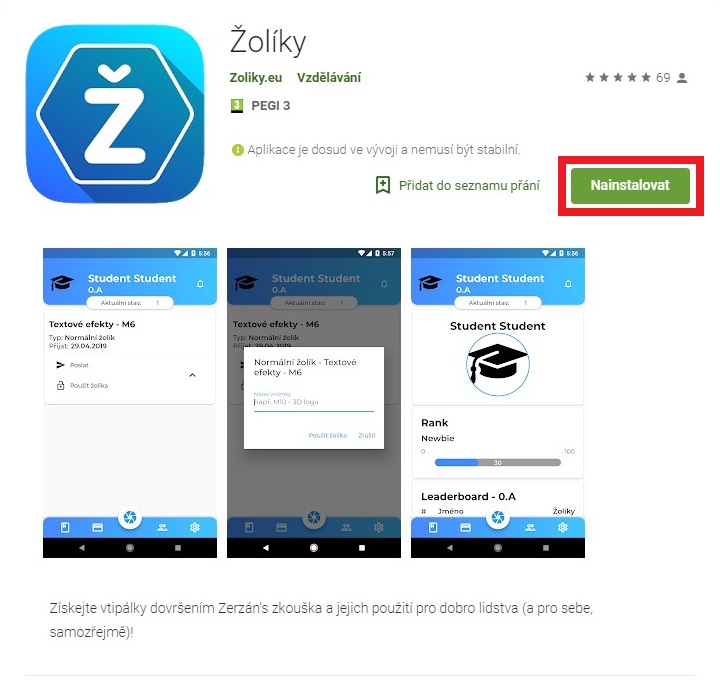 Ž
Žolíky
Zoliky.eu Vzdělávání
69
3 PEGI 3
Aplikace je dosud ve vývoji a nemusí být stabilní.
Přidat do seznamu přání
Nainstalovat
5:56
Student Student
0.A
Aktuální stav: 1
Textové efekty - M6
Typ: Normální žolík
Přijat: 29.04.2019
Poslat
Použít žolíka
5:57
Student Student
0.A
Aktuální stav: 1
Textové efekty - M6
Typ: Normální žolík
Normální žolík - Textové
efekty - M6
Název známky
např. M10 - 3D loga
Použít žolíka Zrušit
5:56
Student Student
0.A
Aktuální stav: 1
Student Student
Rank
Newbie
0 100
30
Leaderboard - 0.A
# Jméno Žolíky
Získejte vtipálky dovršením Zerzán's zkouška a jejich použití pro dobro lidstva (a pro sebe,
samozřejmě)!